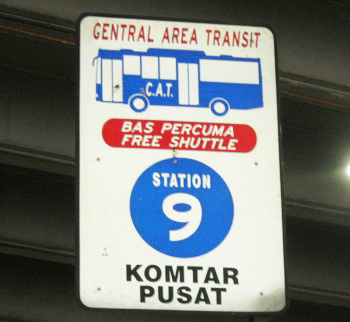 CENTRAL AREA TRANSIT
C.A.T.
BAS PERCUMA
FREE SHUTTLE
STATION
9
KOMTAR
PUSAT